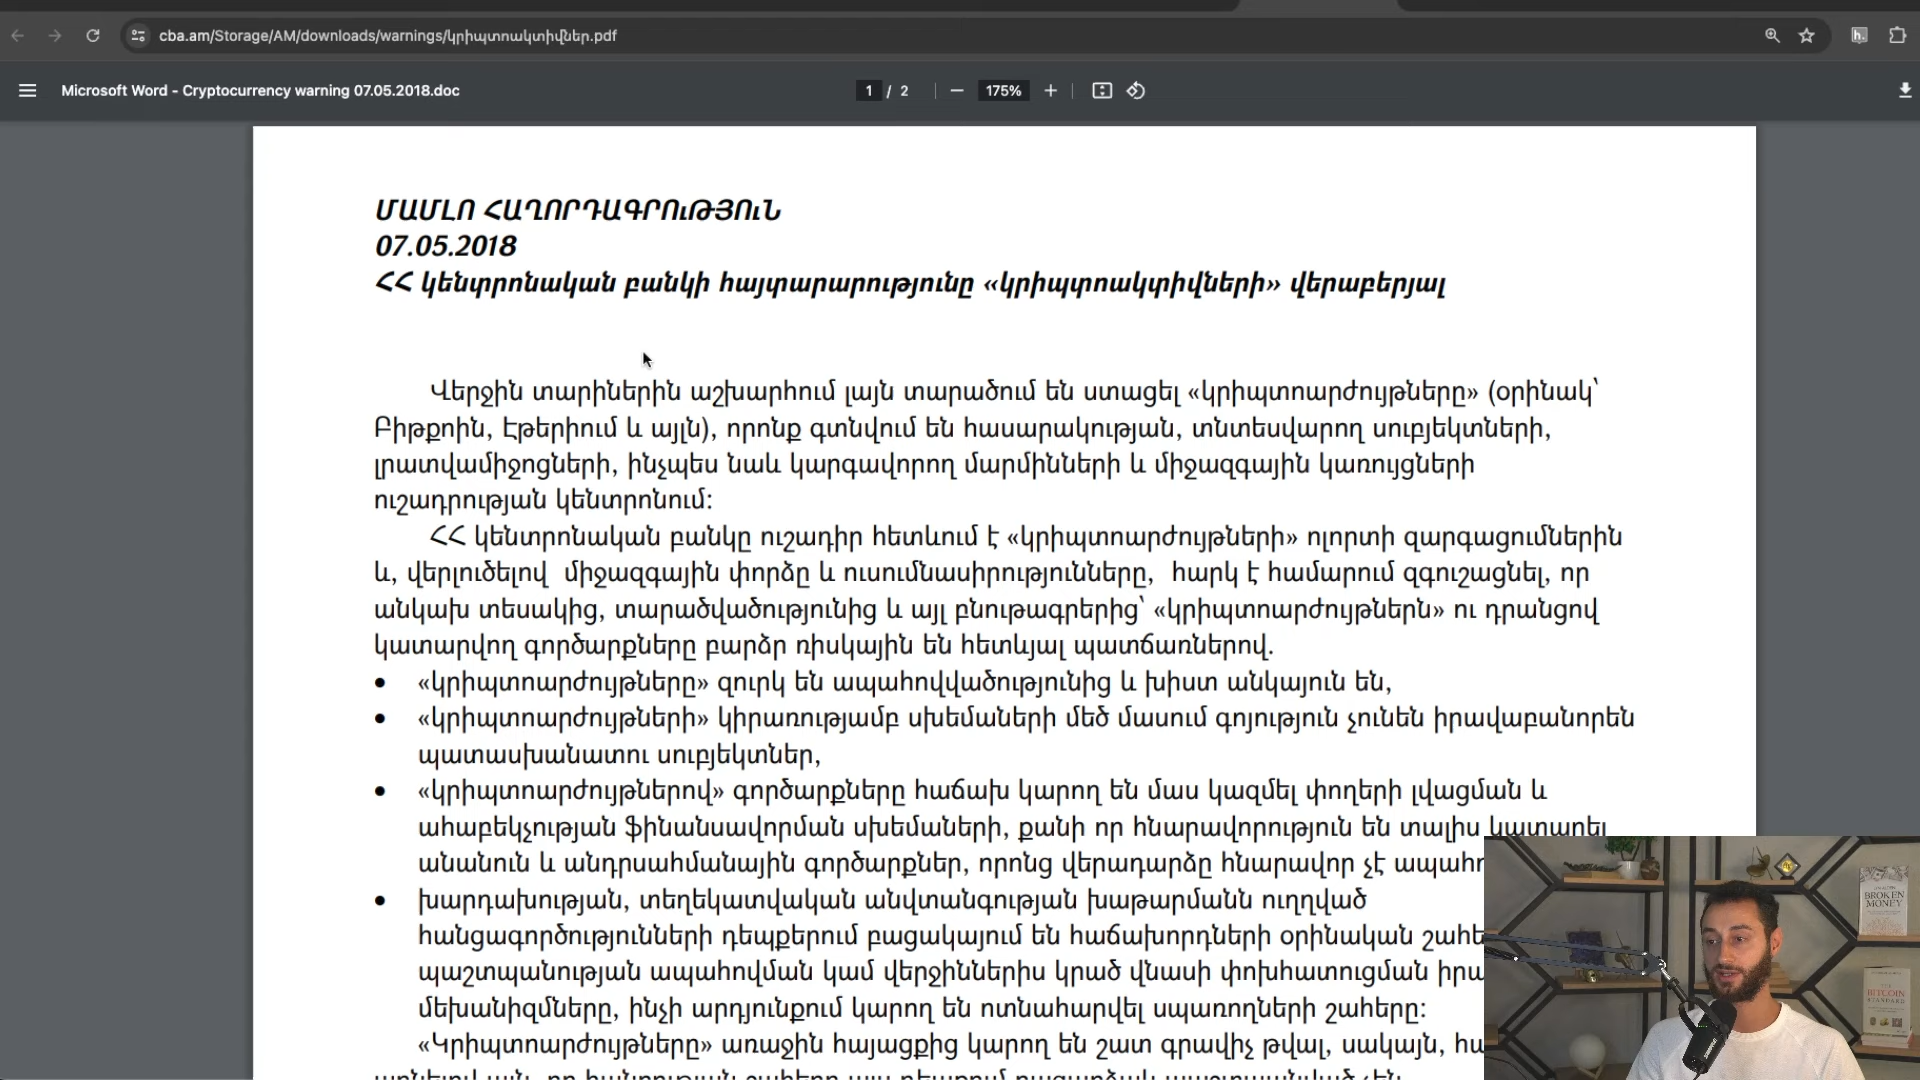 cba.am/Storage/AM/downloads/warnings/կրիպտոակտիվներ.pdf
Microsoft Word - Cryptocurrency warning 07.05.2018.doc
1 / 2
175%
ՄԱՄԼՈ ՀԱՂՈՐԴԱԳՐՈւԹՅՈւՆ
07.05.2018
ՀՀ կենտրոնական բանկի հայտարարությունը «կրիպտոակտիվների» վերաբերյալ
Վերջին տարիներին աշխարհում լայն տարածում են ստացել «կրիպտոարժույթները» (օրինակ՝
Բիթքոին, Էթերիում և այլն), որոնք գտնվում են հասարակության, տնտեսվարող սուբյեկտների,
լրատվամիջոցների, ինչպես նաև կարգավորող մարմինների և միջազգային կառույցների
ուշադրության կենտրոնում:
ՀՀ կենտրոնական բանկը ուշադիր հետևում է «կրիպտոարժույթների» ոլորտի զարգացումներին
և, վերլուծելով միջազգային փորձը և ուսումնասիրությունները, հարկ է համարում զգուշացնել, որ
անկախ տեսակից, տարածվածությունից և այլ բնութագրերից՝ «կրիպտոարժույթներն» ու դրանցով
կատարվող գործարքները բարձր ռիսկային են հետևյալ պատճառներով.
• «կրիպտոարժույթները» զուրկ են ապահովվածությունից և խիստ անկայուն են,
• «կրիպտոարժույթների» կիրառությամբ սխեմաների մեծ մասում գոյություն չունեն իրավաբանորեն
պատասխանատու սուբյեկտներ,
• «կրիպտոարժույթներով» գործարքները հաճախ կարող են մաս կազմել փողերի լվացման և
ահաբեկչության ֆինանսավորման սխեմաների, քանի որ հնարավորություն են տալիս կատարել
անանուն և անդրսահմանային գործարքներ, որոնց վերադարձը հնարավոր չէ ապահո
• խարդախության, տեղեկատվական անվտանգության խաթարմանն ուղղված
հանցագործությունների դեպքերում բացակայում են հաճախորդների օրինական շահե
պաշտպանության ապահովման կամ վերջիններիս կրած վնասի փոխհատուցման իրա
մեխանիզմները, ինչի արդյունքում կարող են ոտնահարվել սպառողների շահերը:
«Կրիպտոարժույթները» առաջին հայացքից կարող են շատ գրավիչ թվալ, սակայն, հա
BROKEN
MONEY
BITCOIN
STANDARD